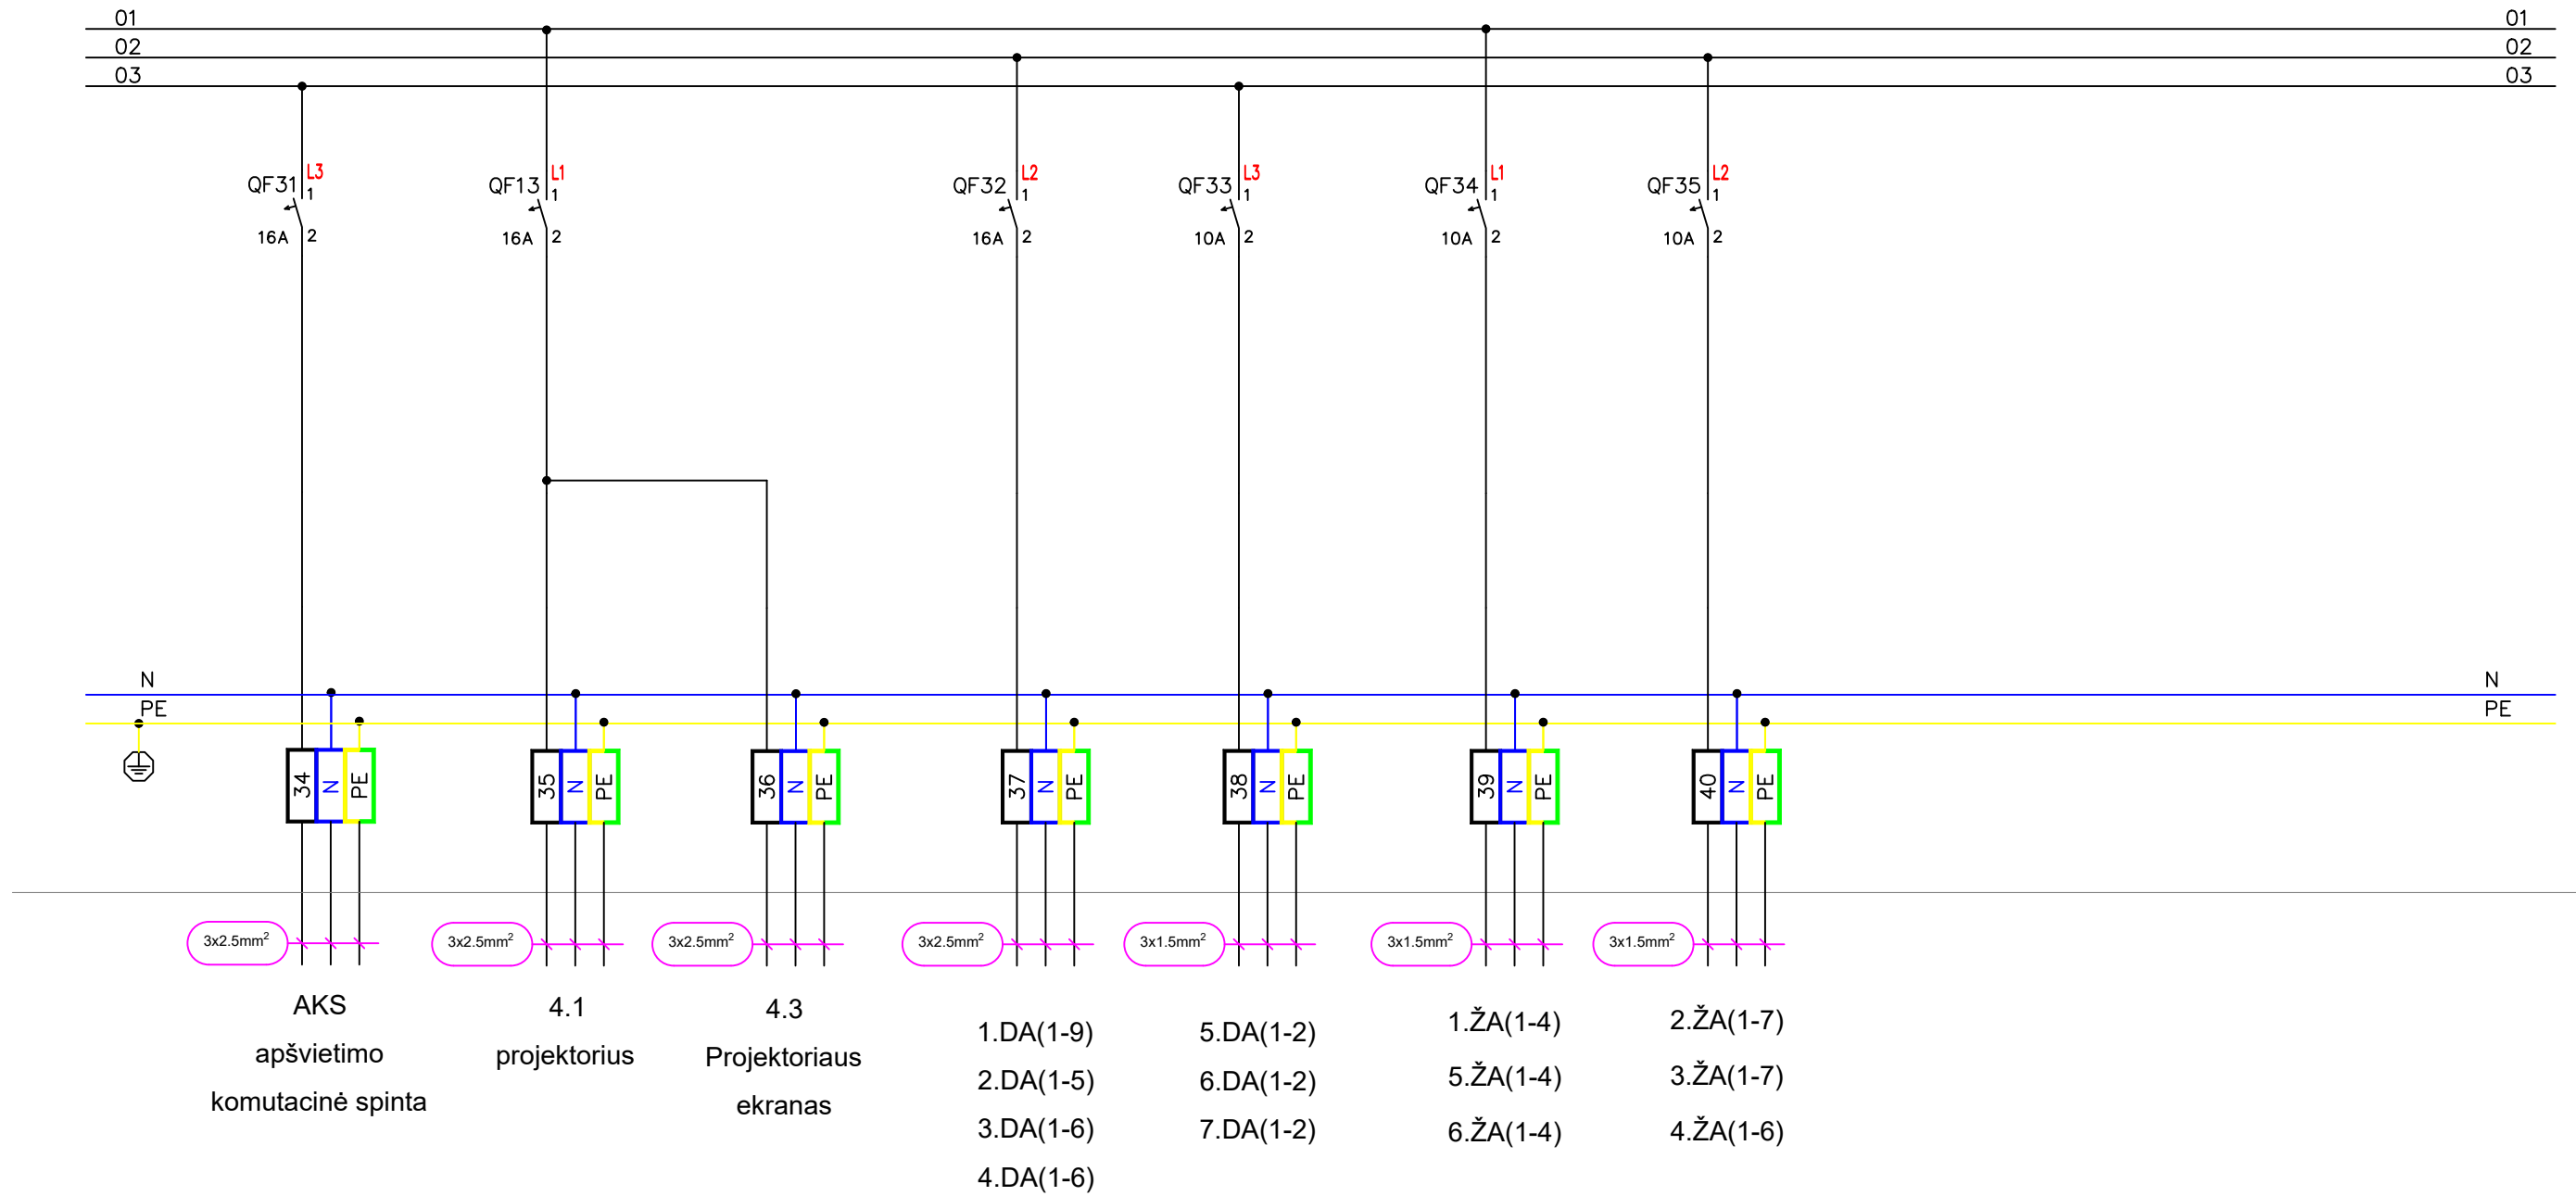 01 01
02 02
03 03
L3 L1 L2 L3 L1 L2
QF31 1 QF13 1 QF32 1 QF33 1 QF34 1 QF35 1
16A 2 16A 2 16A 2 10A 2 10A 2 10A 2
N N
PE PE
34 N PE 35 N PE 36 N PE 37 N PE 38 N PE 39 N PE 40 N PE
3x2.5mm² 3x2.5mm² 3x2.5mm² 3x2.5mm² 3x1.5mm² 3x1.5mm² 3x1.5mm²
AKS
apšvietimo
komutacinė spinta
4.1
projektorius
4.3
Projektoriaus
ekranas
1.DA(1-9)
2.DA(1-5)
3.DA(1-6)
4.DA(1-6)
5.DA(1-2)
6.DA(1-2)
7.DA(1-2)
1.ŽA(1-4)
5.ŽA(1-4)
6.ŽA(1-4)
2.ŽA(1-7)
3.ŽA(1-7)
4.ŽA(1-6)